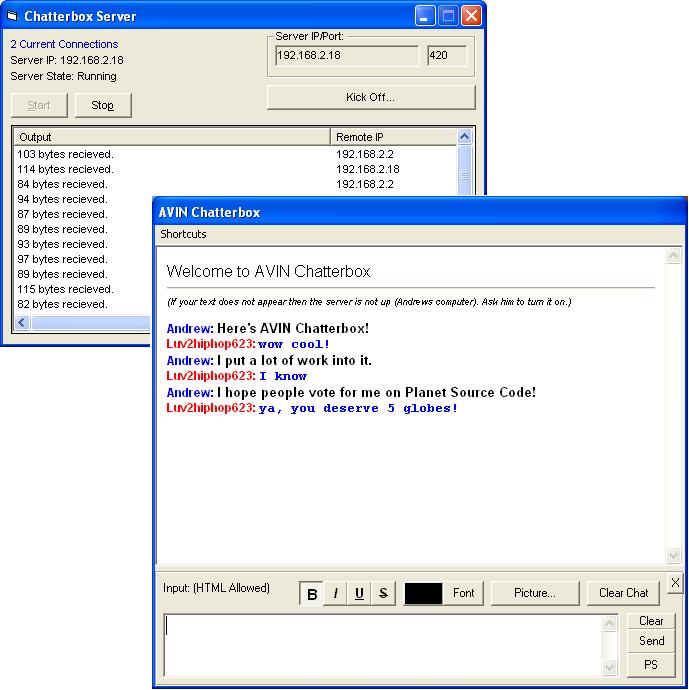 Chatterbox Server
2 Current Connections
Server IP: 192.168.2.18
Server State: Running
Server IP/Port:
192.168.2.18 420
Start Stop
Kick Off...
Output Remote IP
103 bytes recieved. 192.168.2.2
114 bytes recieved. 192.168.2.18
84 bytes recieved. 192.168.2.2
94 bytes recieved.
87 bytes recieved.
89 bytes recieved.
93 bytes recieved.
97 bytes recieved.
89 bytes recieved.
115 bytes recieved.
82 bytes recieved.
AVIN Chatterbox
Shortcuts
Welcome to AVIN Chatterbox
(If your text does not appear then the server is not up (Andrews computer). Ask him to turn it on.)
Andrew: Here's AVIN Chatterbox!
Luv2hiphop623: wow cool!
Andrew: I put a lot of work into it.
Luv2hiphop623: I know
Andrew: I hope people vote for me on Planet Source Code!
Luv2hiphop623: ya, you deserve 5 globes!
Input: (HTML Allowed)
B I U S Font Picture... Clear Chat X
Clear
Send
PS